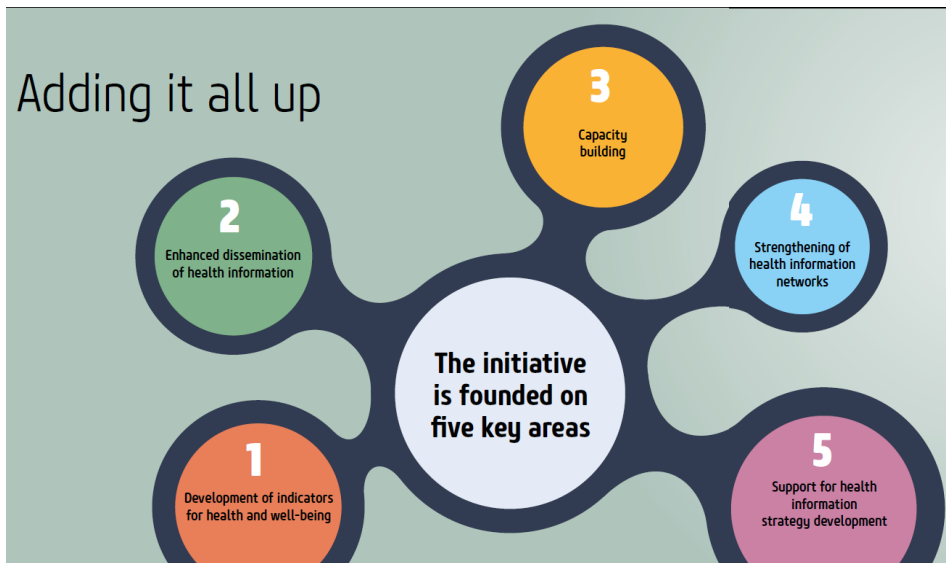 Adding it all up
1
Development of indicators
for health and well-being
2
Enhanced dissemination
of health information
3
Capacity
building
4
Strengthening of
health information
networks
5
Support for health
information
strategy development
The initiative
is founded on
five key areas